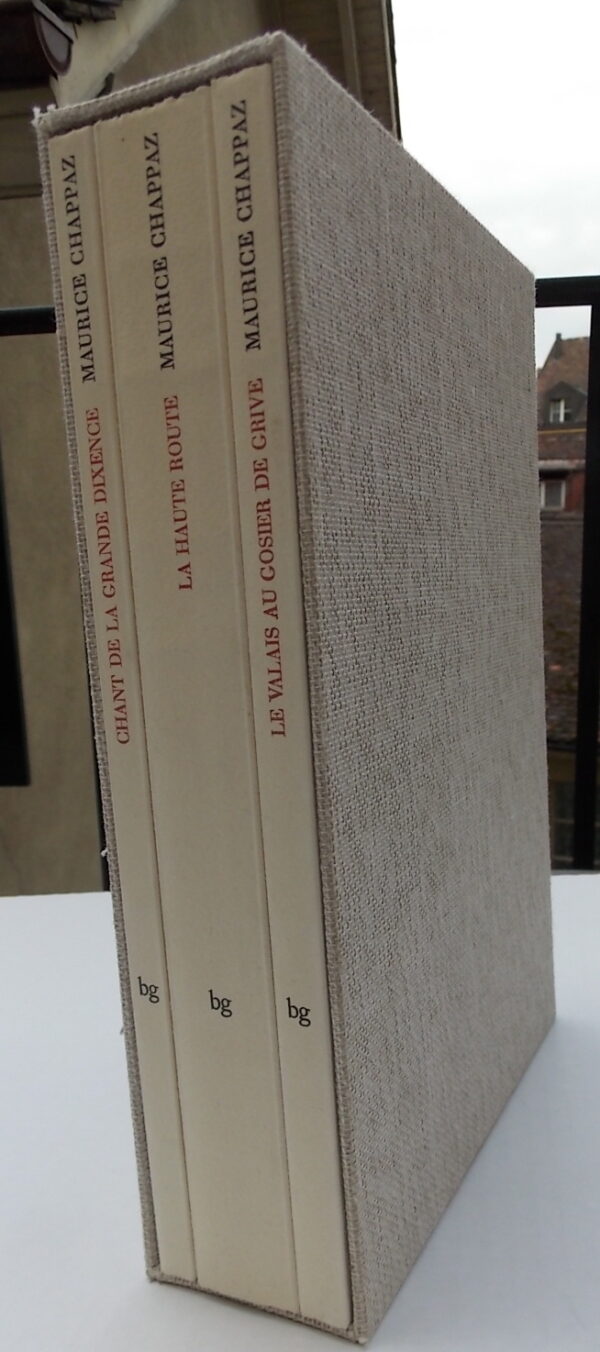 CHANT DE LA GRANDE DIXENCE MAURICE CHAPPAZ
bg
LA HAUTE ROUTE MAURICE CHAPPAZ
bg
LE VALAIS AU GOSIER DE GRIVE MAURICE CHAPPAZ
bg